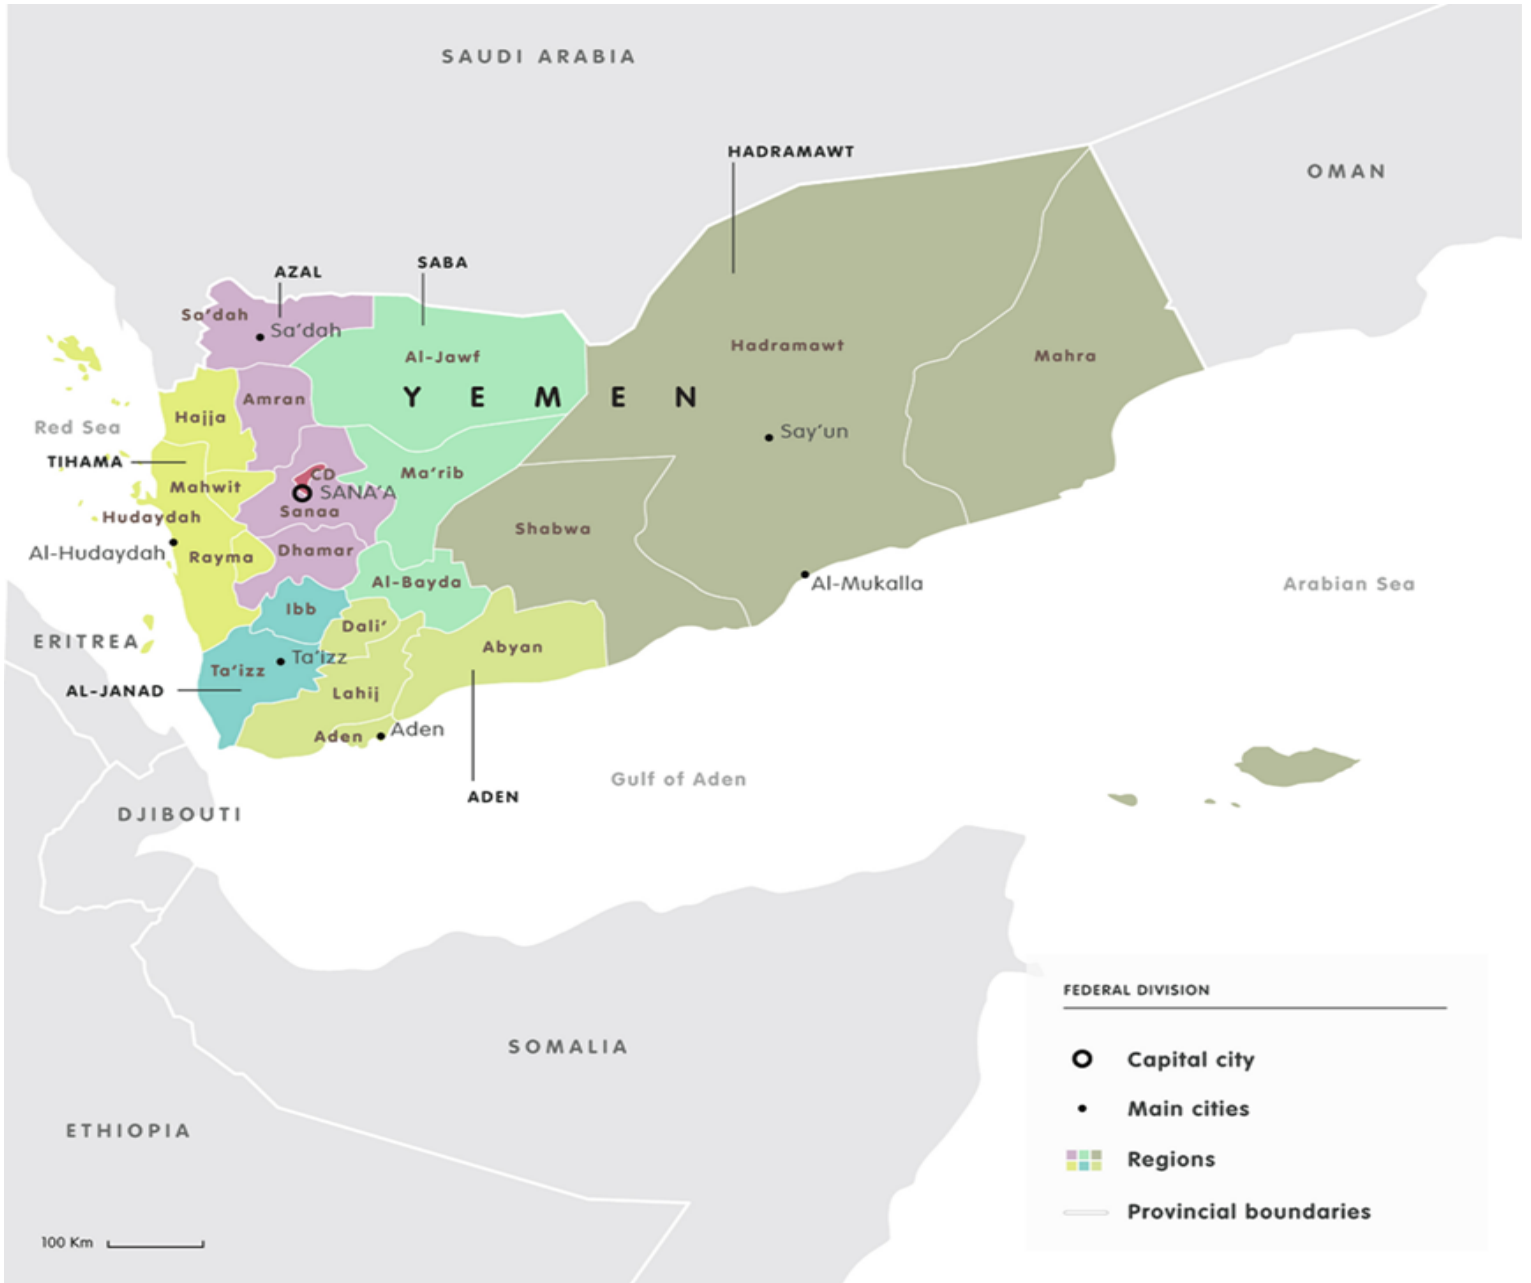 SAUDI ARABIA
HADRAMAWT
OMAN
SABA
AZAL
Sa'dah
Sa'dah
Al-Jawf
Hadramawt
Mahra
YEMEN
Amran
Hajja
Red Sea
Say'un
TIHAMA
CD
Ma'rib
Mahwit
SANA'A
Sanaa
Hudaydah
Shabwa
Al-Hudaydah
Rayma
Dhamar
Al-Bayda
Al-Mukalla
Arabian Sea
Ibb
Dali'
ERITREA
Abyan
Ta'izz
Ta'izz
AL-JANAD
Lahij
Aden
Aden
Gulf of Aden
ADEN
DJIBOUTI
SOMALIA
ETHIOPIA
100 Km
FEDERAL DIVISION
Capital city
Main cities
Regions
Provincial boundaries